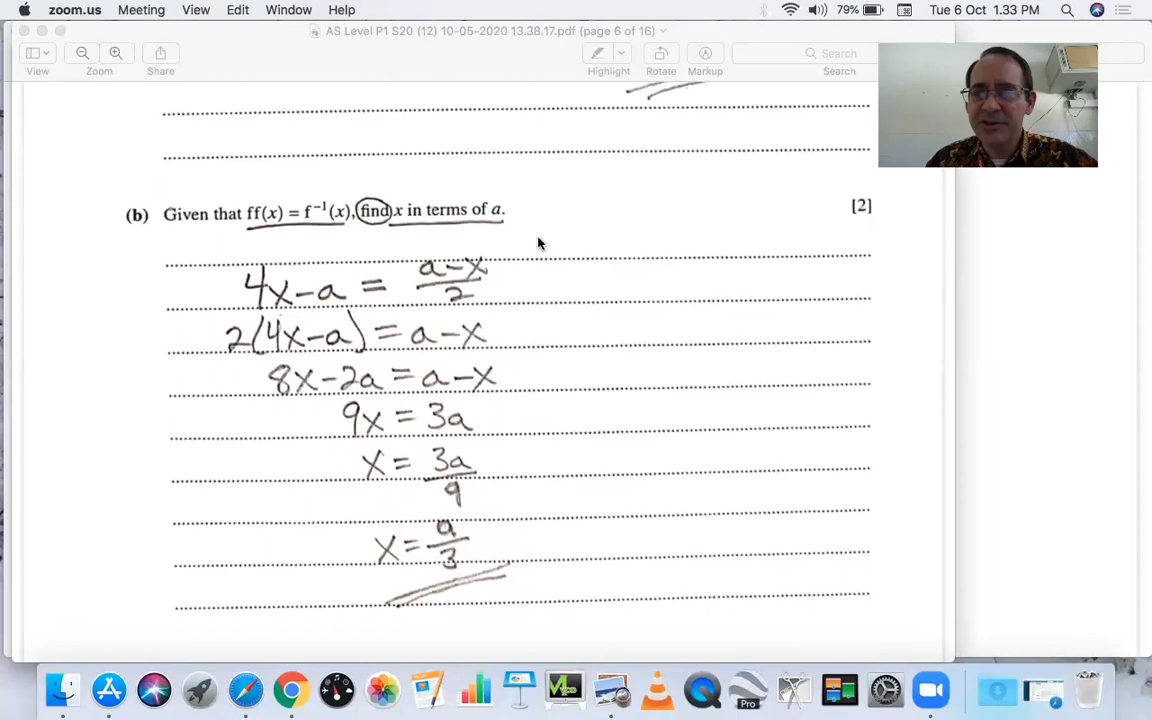 zoom.us Meeting View Edit Window Help 79% Tue 6 Oct 1.33 PM
AS Level P1 S20 (12) 10-05-2020 13.38.17.pdf (page 6 of 16)
View Zoom Share Highlight Rotate Markup Search
Search
(b) Given that ff(x) = f⁻¹(x), find x in terms of a. [2]
4x-a = (a-x)/2
2(4x-a) = a-x
8x-2a = a-x
9x = 3a
x = 3a/9
x = a/3
Pro